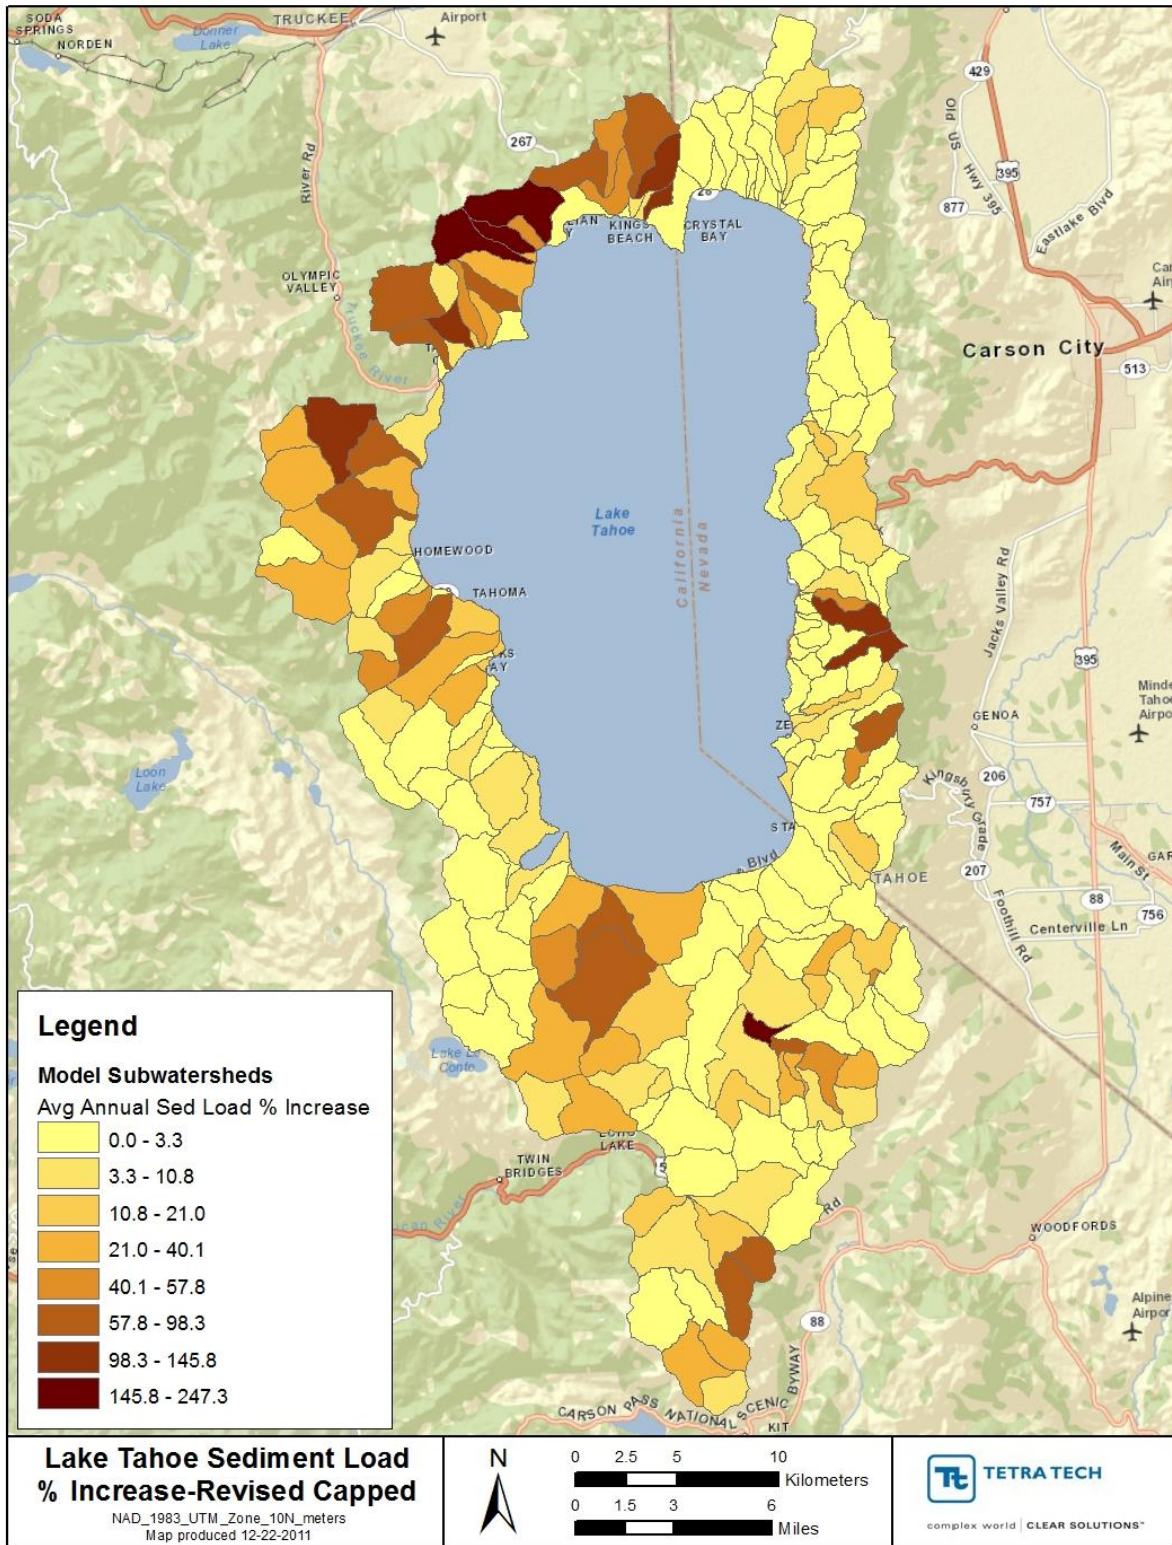 SODA
SPRINGS
NORDEN
Donner
Lake
TRUCKEE
Airport
267
River Rd
OLYMPIC
VALLEY
Truckee River
KINGS
BEACH
28
CRYSTAL
BAY
429
Old
US
Hwy 395
395
877
Eastlake Blvd
Carson City
513
Lake
Tahoe
California
Nevada
HOMEWOOD
TAHOMA
Jacks Valley Rd
395
GENOA
Kingsbury Grade
206
757
207
Main St
88
756
Centerville Ln
Foothill Rd
Loon
Lake
Blvd
TAHOE
LAKE
TWIN
BRIDGES
Rd
WOODFORDS
88
CARSON PASS NATIONAL SCENIC BYWAY
KIT
Legend
Model Subwatersheds
Avg Annual Sed Load % Increase
0.0 - 3.3
3.3 - 10.8
10.8 - 21.0
21.0 - 40.1
40.1 - 57.8
57.8 - 98.3
98.3 - 145.8
145.8 - 247.3
Lake Tahoe Sediment Load
% Increase-Revised Capped
NAD_1983_UTM_Zone_10N_meters
Map produced 12-22-2011
N
0 2.5 5 10
Kilometers
0 1.5 3 6
Miles
Tt TETRA TECH
complex world | CLEAR SOLUTIONS™